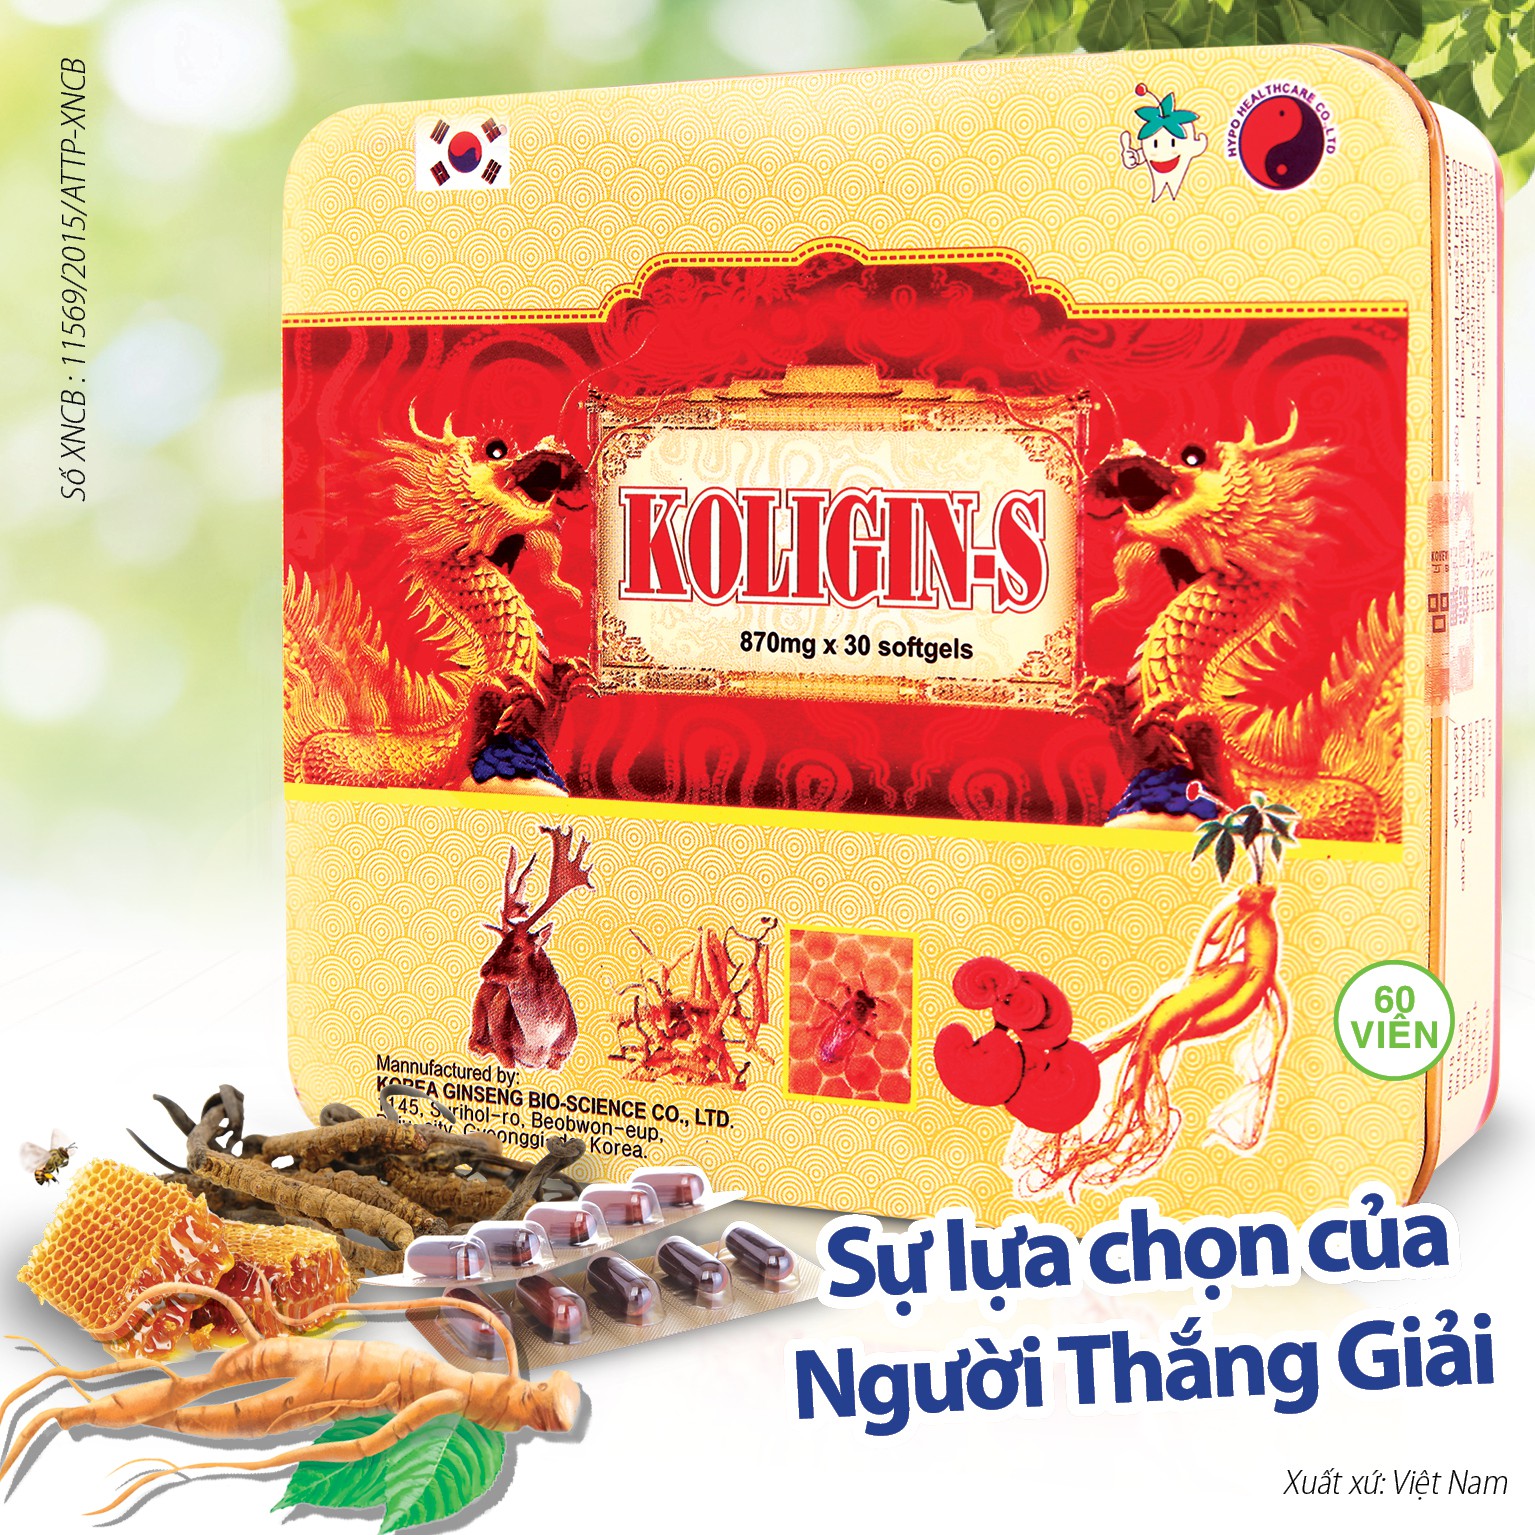 Số XNCB : 11569/2015/ATTP-XNCB
HYPO HEALTHCARE CO.,LTD
KOLIGIN-S
870mg x 30 softgels
60
VIÊN
Mannufactured by:
KOREA GINSENG BIO-SCIENCE CO., LTD.
145, Surihol-ro, Beobwon-eup,
Korea.
Sự lựa chọn của
Người Thắng Giải
Xuất xứ: Việt Nam